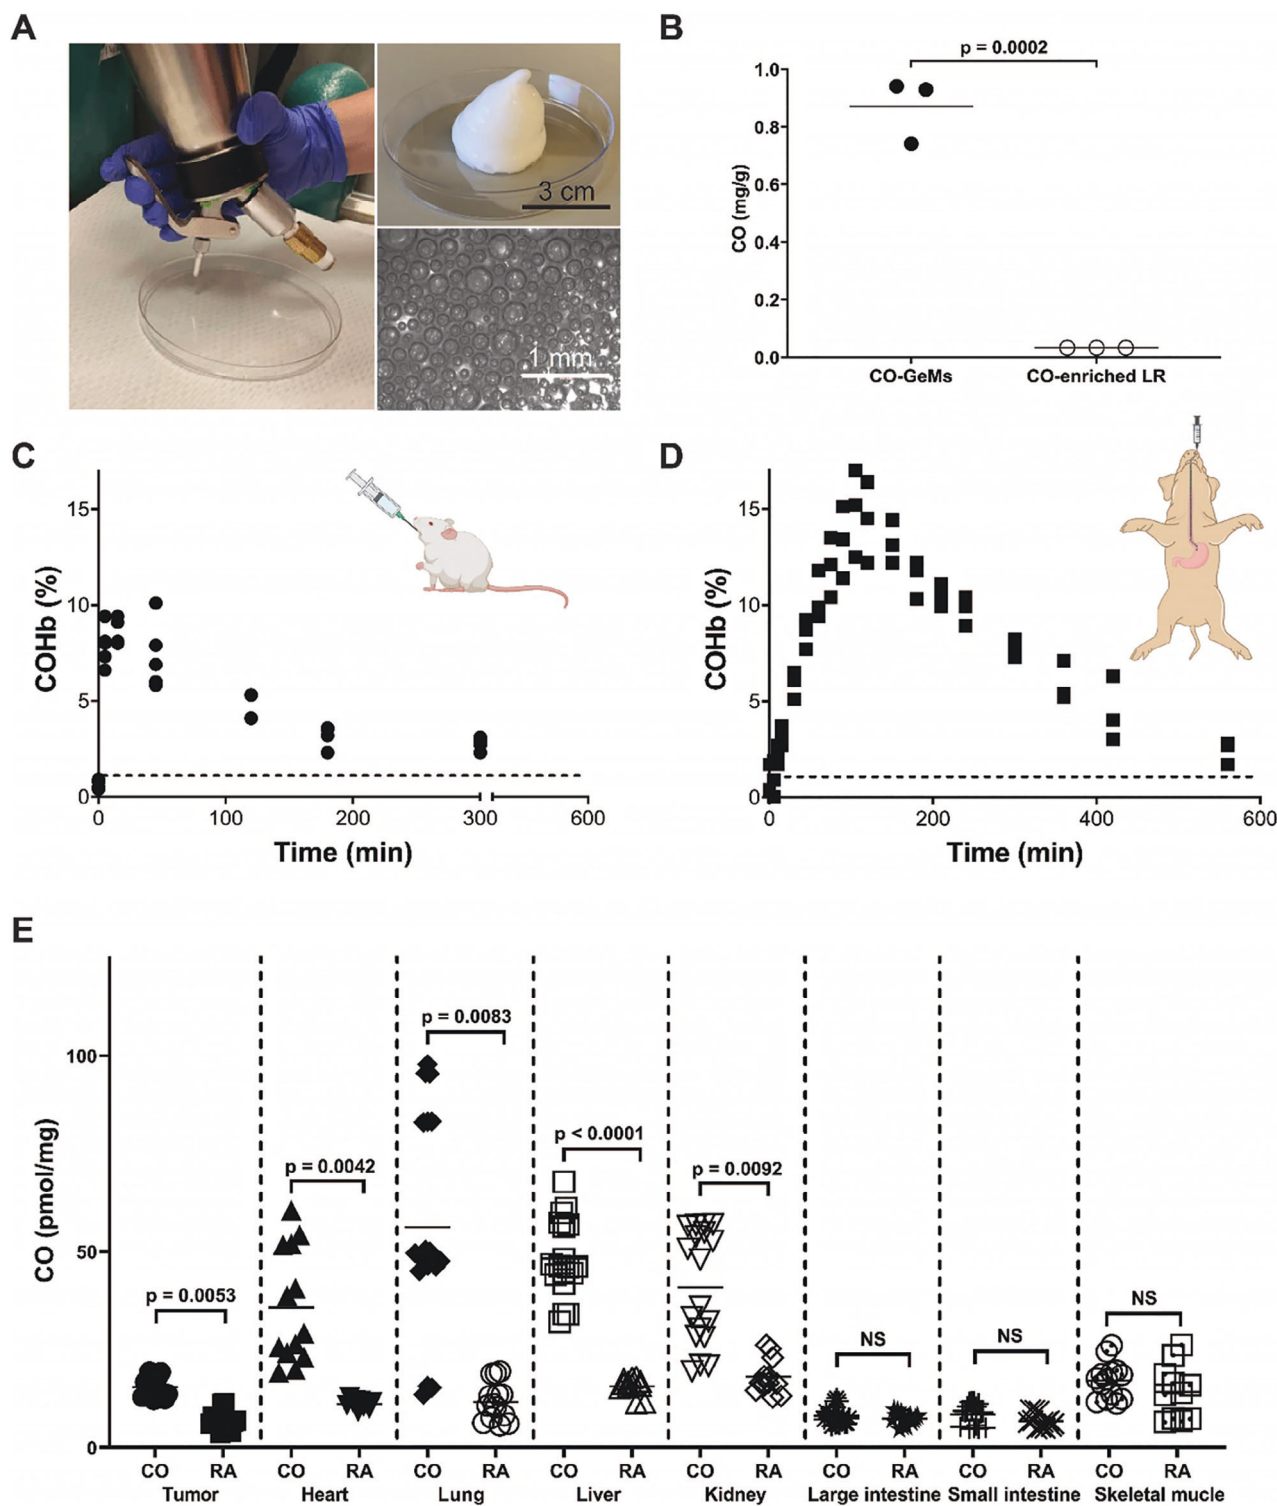 A
3 cm
1 mm
B
p = 0.0002
1.0
0.8
0.6
0.4
0.2
0.0
CO (mg/g)
CO-GeMs
CO-enriched LR
C
15
10
5
0
COHb (%)
0
100
200
300
600
Time (min)
D
15
10
5
0
COHb (%)
0
200
400
600
Time (min)
E
100
50
0
CO (pmol/mg)
p = 0.0053
p = 0.0042
p = 0.0083
p < 0.0001
p = 0.0092
NS
NS
NS
CO RA CO RA CO RA CO RA CO RA CO RA CO RA CO RA
Tumor Heart Lung Liver Kidney Large intestine Small intestine Skeletal mucle